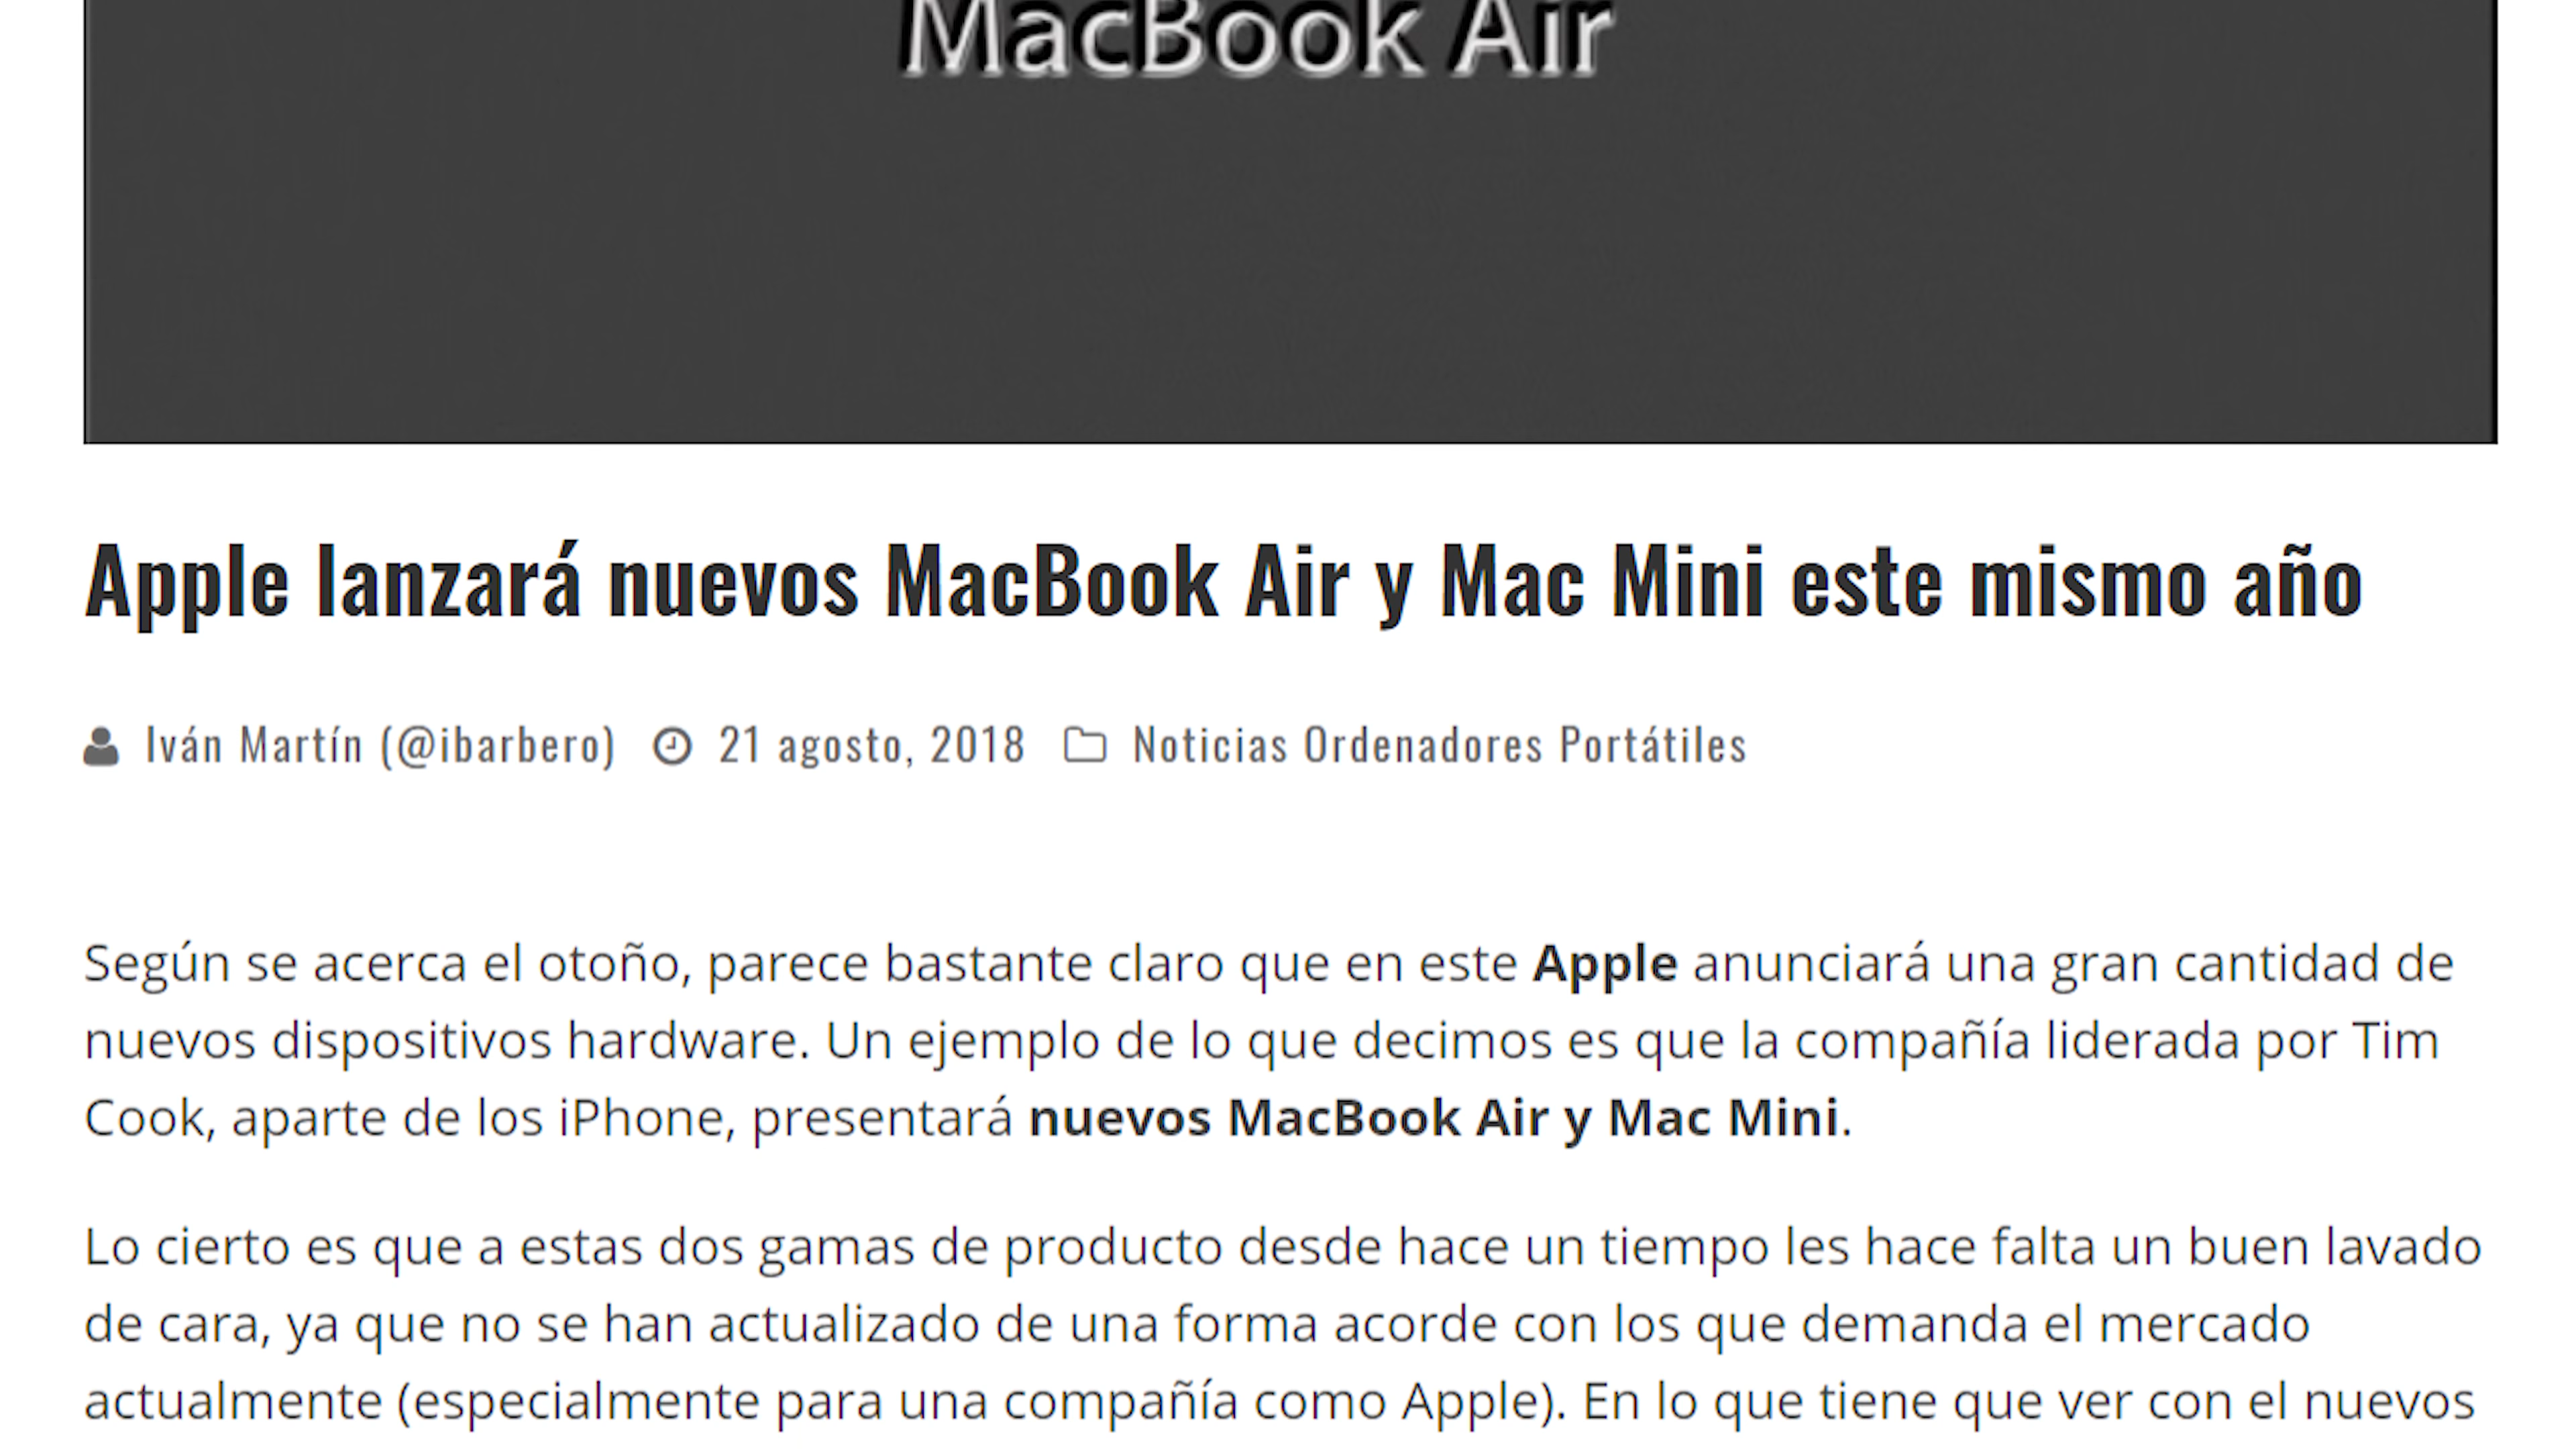 MacBook Air
Apple lanzará nuevos MacBook Air y Mac Mini este mismo año
Iván Martín (@ibarbero) 21 agosto, 2018 Noticias Ordenadores Portátiles
Según se acerca el otoño, parece bastante claro que en este Apple anunciará una gran cantidad de
nuevos dispositivos hardware. Un ejemplo de lo que decimos es que la compañía liderada por Tim
Cook, aparte de los iPhone, presentará nuevos MacBook Air y Mac Mini.
Lo cierto es que a estas dos gamas de producto desde hace un tiempo les hace falta un buen lavado
de cara, ya que no se han actualizado de una forma acorde con los que demanda el mercado
actualmente (especialmente para una compañía como Apple). En lo que tiene que ver con el nuevos